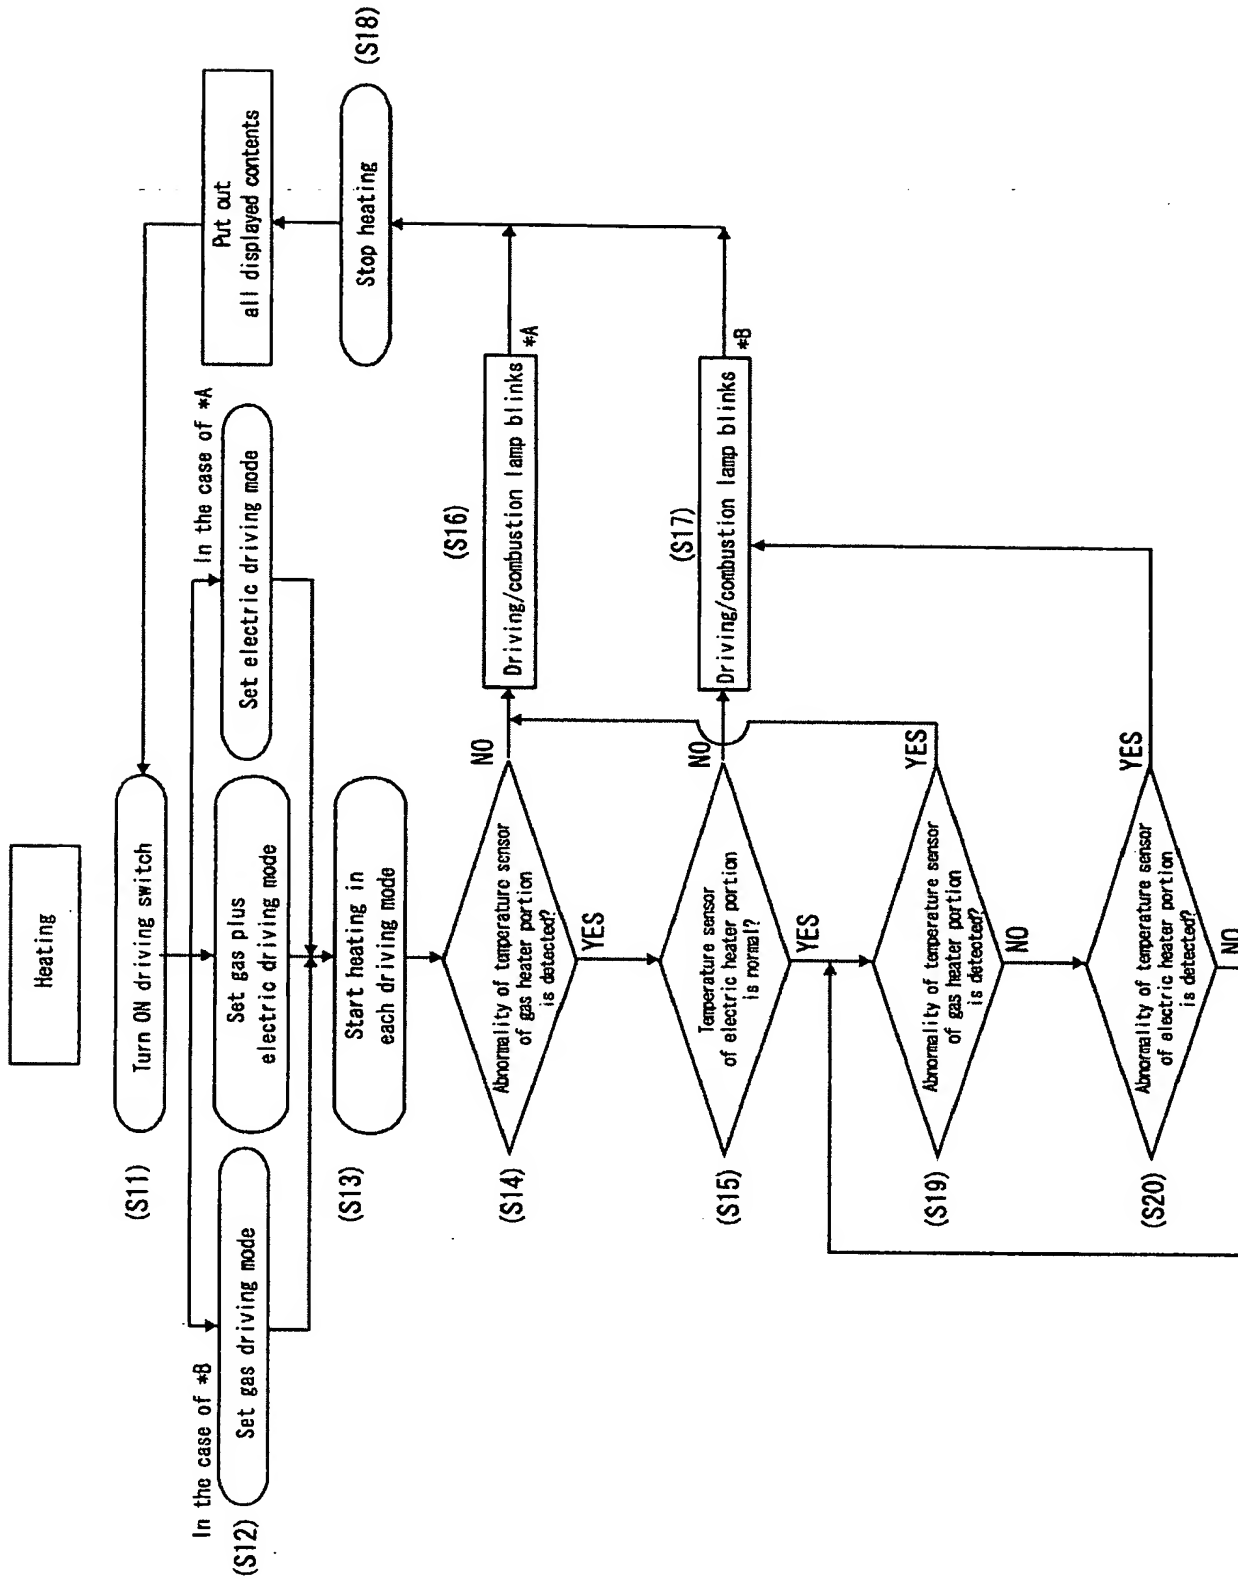 Heating
(S11)
Turn ON driving switch
In the case of *B
In the case of *A
(S12)
Set gas driving mode
Set gas plus
electric driving mode
Set electric driving mode
Put out
all displayed contents
(S13)
Start heating in
each driving mode
Stop heating
(S18)
(S14)
Abnormality of temperature sensor
of gas heater portion
is detected?
NO
YES
(S16)
Driving/combustion lamp blinks
*A
(S15)
Temperature sensor
of electric heater portion
is normal?
NO
YES
(S17)
Driving/combustion lamp blinks
*B
(S19)
Abnormality of temperature sensor
of gas heater portion
is detected?
YES
NO
(S20)
Abnormality of temperature sensor
of electric heater portion
is detected?
YES
NO